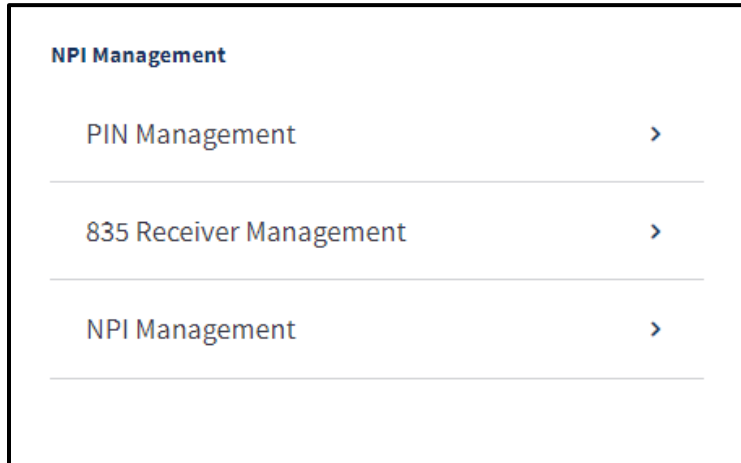 NPI Management
PIN Management
835 Receiver Management
NPI Management